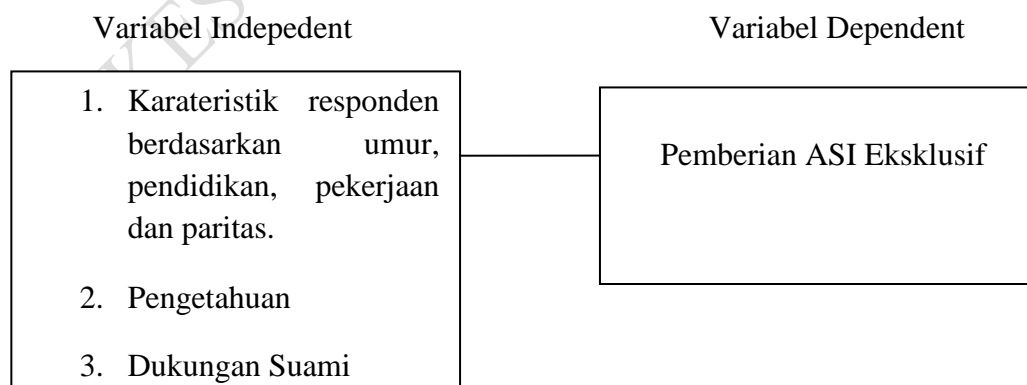 Variabel Indepedent
Variabel Dependent
1. Karateristik responden
berdasarkan umur,
pendidikan, pekerjaan
dan paritas.
2. Pengetahuan
3. Dukungan Suami
Pemberian ASI Eksklusif